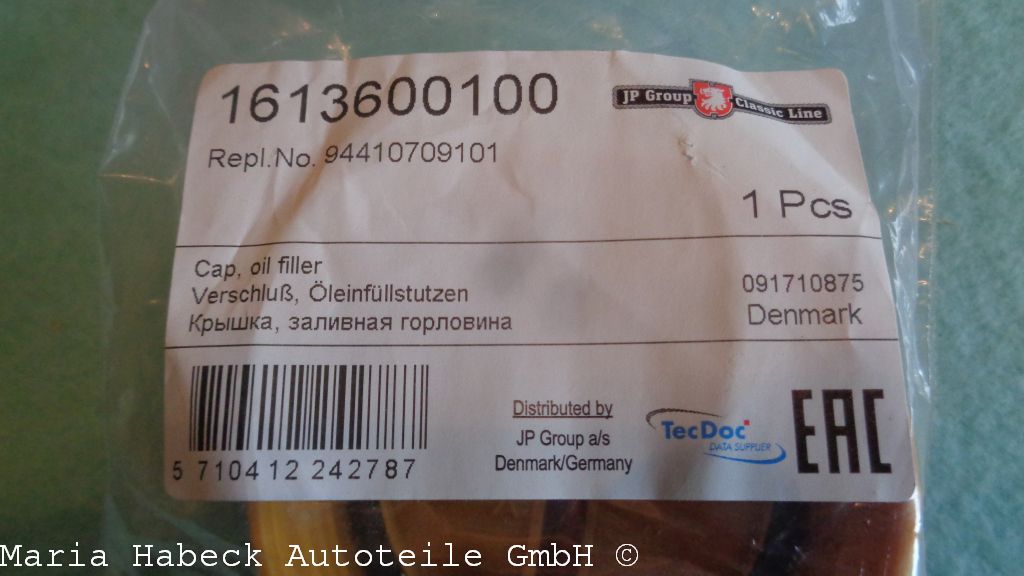 1613600100
JP Group Classic Line
Repl.No. 94410709101
1 Pcs
Cap, oil filler
Verschluß, Öleinfüllstutzen
Крышка, заливная горловина
091710875
Denmark
5 710412 242787
Distributed by
JP Group a/s
Denmark/Germany
TecDoc
DATA SUPPLIER
EAC
Maria Habeck Autoteile GmbH ©